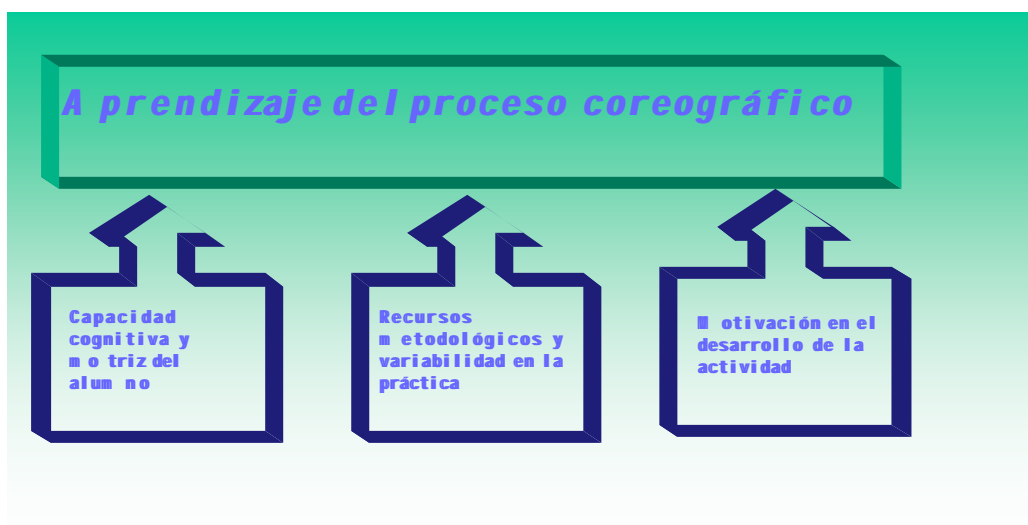 Aprendizaje del proceso coreográfico
Capacidad
cognitiva y
motriz del
alumno
Recursos
metodológicos y
variabilidad en la
práctica
Motivación en el
desarrollo de la
actividad